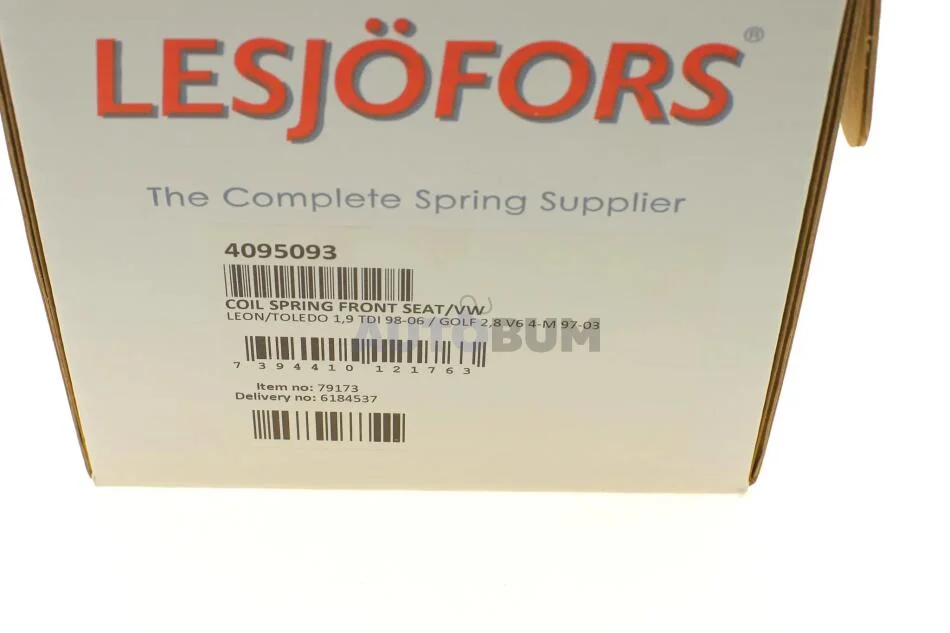 LESJÖFORS®
The Complete Spring Supplier
4095093
COIL SPRING FRONT SEAT/VW
LEON/TOLEDO 1,9 TDI 98-06 / GOLF 2,8 V6 4-M 97-03
AUTOBUM
7 394410 121763
Item no: 79173
Delivery no: 6184537